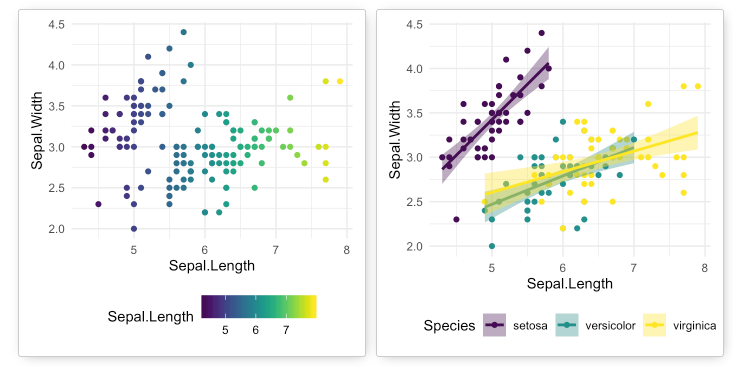 4.5
4.0
3.5
3.0
2.5
2.0
Sepal.Width
5 6 7 8
Sepal.Length
Sepal.Length
5 6 7
4.5
4.0
3.5
3.0
2.5
2.0
Sepal.Width
5 6 7 8
Sepal.Length
Species setosa versicolor virginica